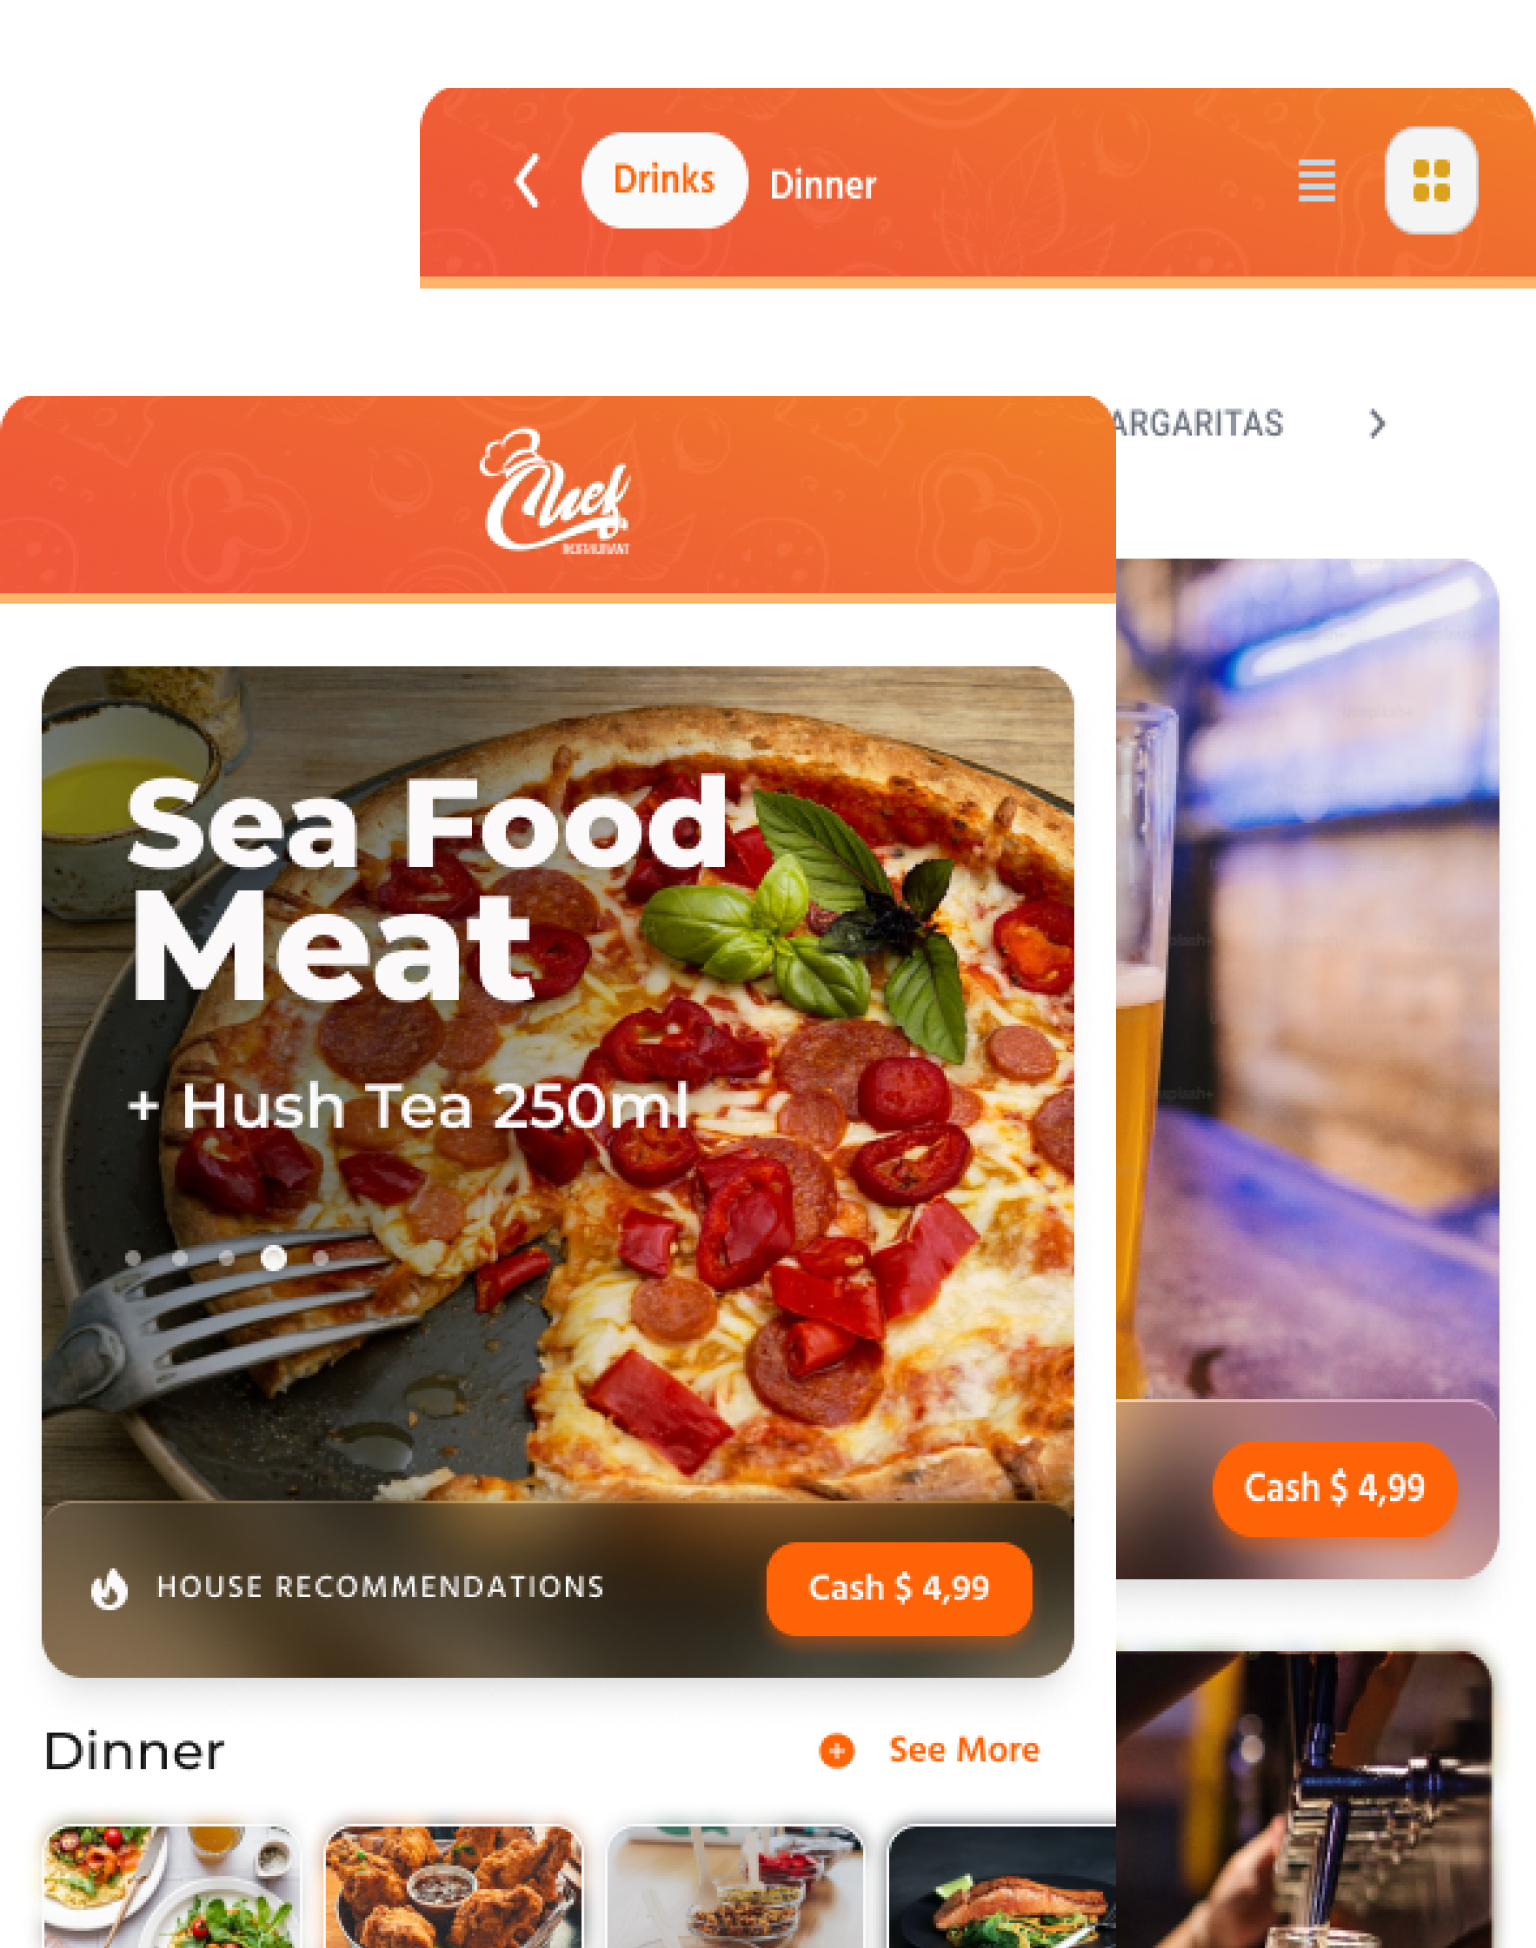 Drinks
Dinner
ARGARITAS
Chef
RESTAURANT
Sea Food
Meat
+ Hush Tea 250ml
HOUSE RECOMMENDATIONS
Cash $ 4,99
Cash $ 4,99
Dinner
See More